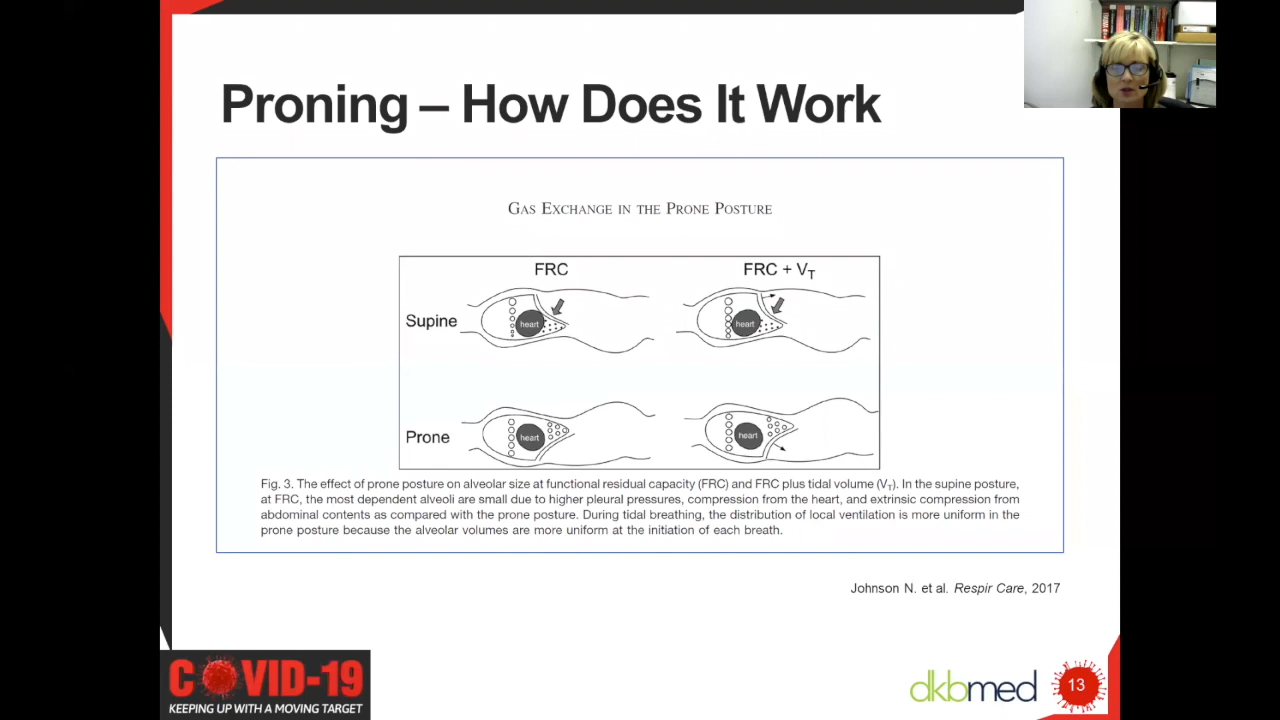 Proning – How Does It Work
GAS EXCHANGE IN THE PRONE POSTURE
FRC
FRC + VT
Supine
heart
heart
Prone
heart
heart
Fig. 3. The effect of prone posture on alveolar size at functional residual capacity (FRC) and FRC plus tidal volume (VT). In the supine posture,
at FRC, the most dependent alveoli are small due to higher pleural pressures, compression from the heart, and extrinsic compression from
abdominal contents as compared with the prone posture. During tidal breathing, the distribution of local ventilation is more uniform in the
prone posture because the alveolar volumes are more uniform at the initiation of each breath.
Johnson N. et al. Respir Care, 2017
COVID-19
KEEPING UP WITH A MOVING TARGET
dkbmed
13